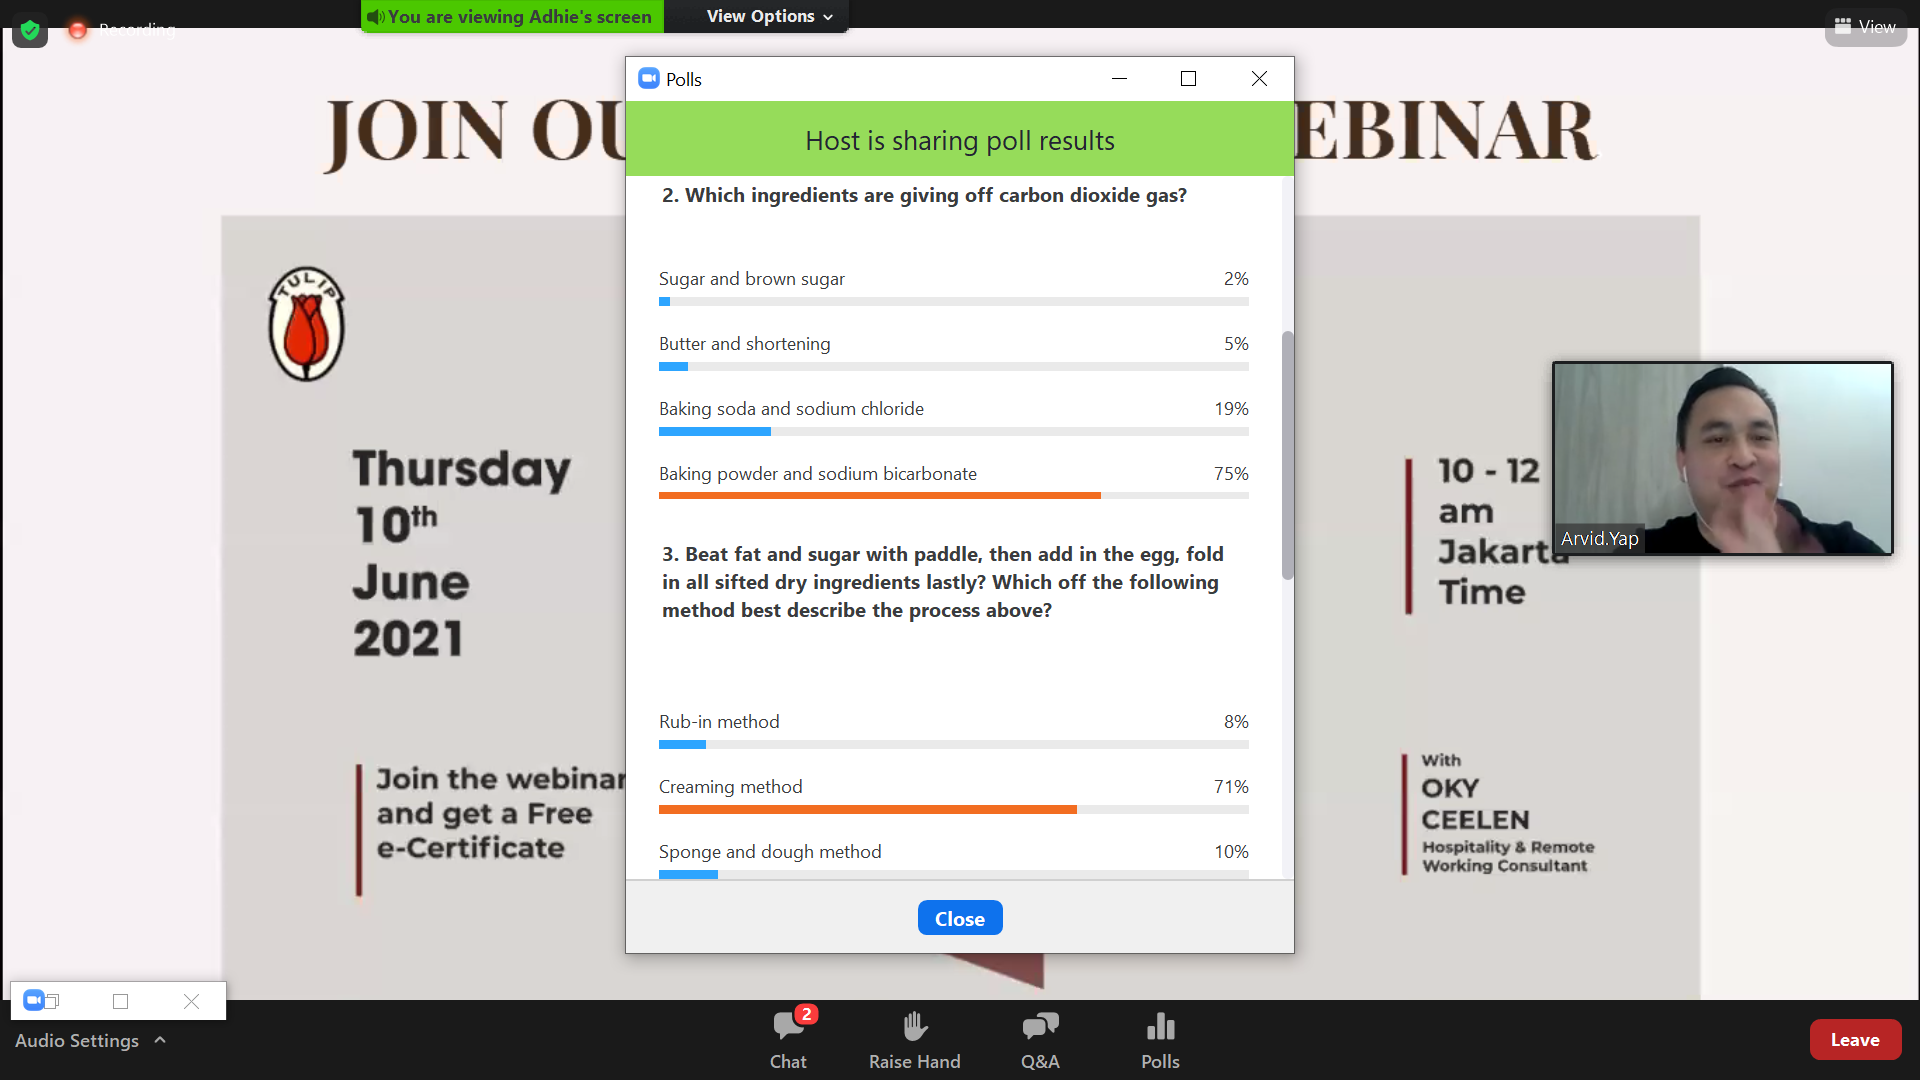 Recording
You are viewing Adhie's screen
View Options
View
JOIN OU
EBINAR
Polls
Host is sharing poll results
2. Which ingredients are giving off carbon dioxide gas?
Sugar and brown sugar 2%
Butter and shortening 5%
Baking soda and sodium chloride 19%
Baking powder and sodium bicarbonate 75%
3. Beat fat and sugar with paddle, then add in the egg, fold
in all sifted dry ingredients lastly? Which off the following
method best describe the process above?
Rub-in method 8%
Creaming method 71%
Sponge and dough method 10%
Close
TULIP
Thursday
10th
June
2021
Join the webinar
and get a Free
e-Certificate
10 - 12
am
Jakarta
Time
Arvid.Yap
With
OKY
CEELEN
Hospitality & Remote
Working Consultant
Audio Settings
Chat
2
Raise Hand
Q&A
Polls
Leave